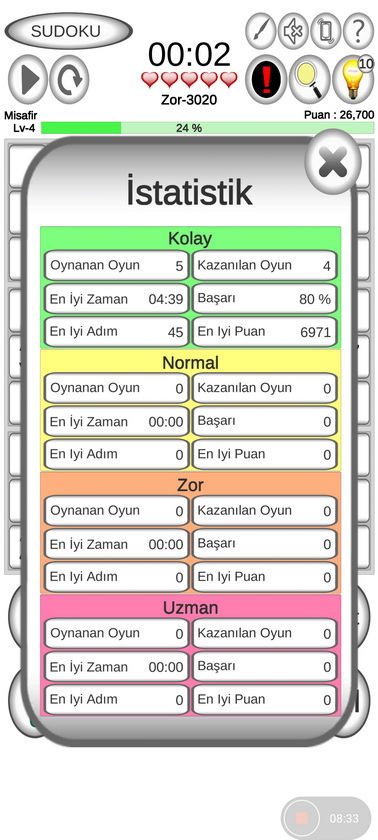 SUDOKU
00:02
10
Zor-3020
Misafir
Puan : 26,700
Lv-4
24 %
İstatistik
Kolay
Oynanan Oyun 5 Kazanılan Oyun 4
En İyi Zaman 04:39 Başarı 80 %
En İyi Adım 45 En Iyi Puan 6971
Normal
Oynanan Oyun 0 Kazanılan Oyun 0
En İyi Zaman 00:00 Başarı 0
En Iyi Adım 0 En Iyi Puan 0
Zor
Oynanan Oyun 0 Kazanılan Oyun 0
En İyi Zaman 00:00 Başarı 0
En Iyi Adım 0 En Iyi Puan 0
Uzman
Oynanan Oyun 0 Kazanılan Oyun 0
En İyi Zaman 00:00 Başarı 0
En Iyi Adım 0 En Iyi Puan 0
08:33